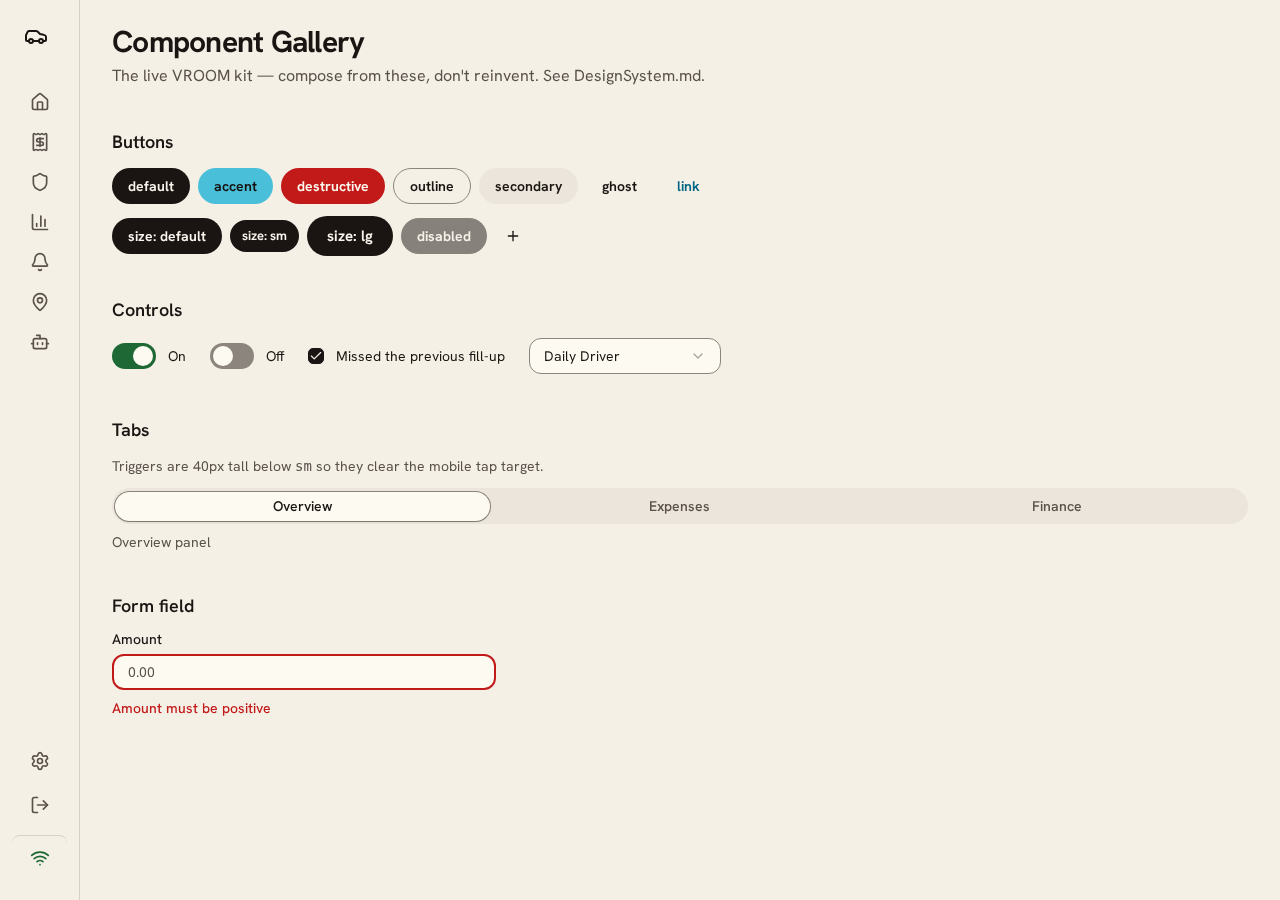 Component Gallery
The live VROOM kit — compose from these, don't reinvent. See DesignSystem.md.
Buttons
default accent destructive outline secondary ghost link
size: default size: sm size: lg disabled
Controls
On Off Missed the previous fill-up Daily Driver
Tabs
Triggers are 40px tall below sm so they clear the mobile tap target.
Overview Expenses Finance
Overview panel
Form field
Amount
0.00
Amount must be positive